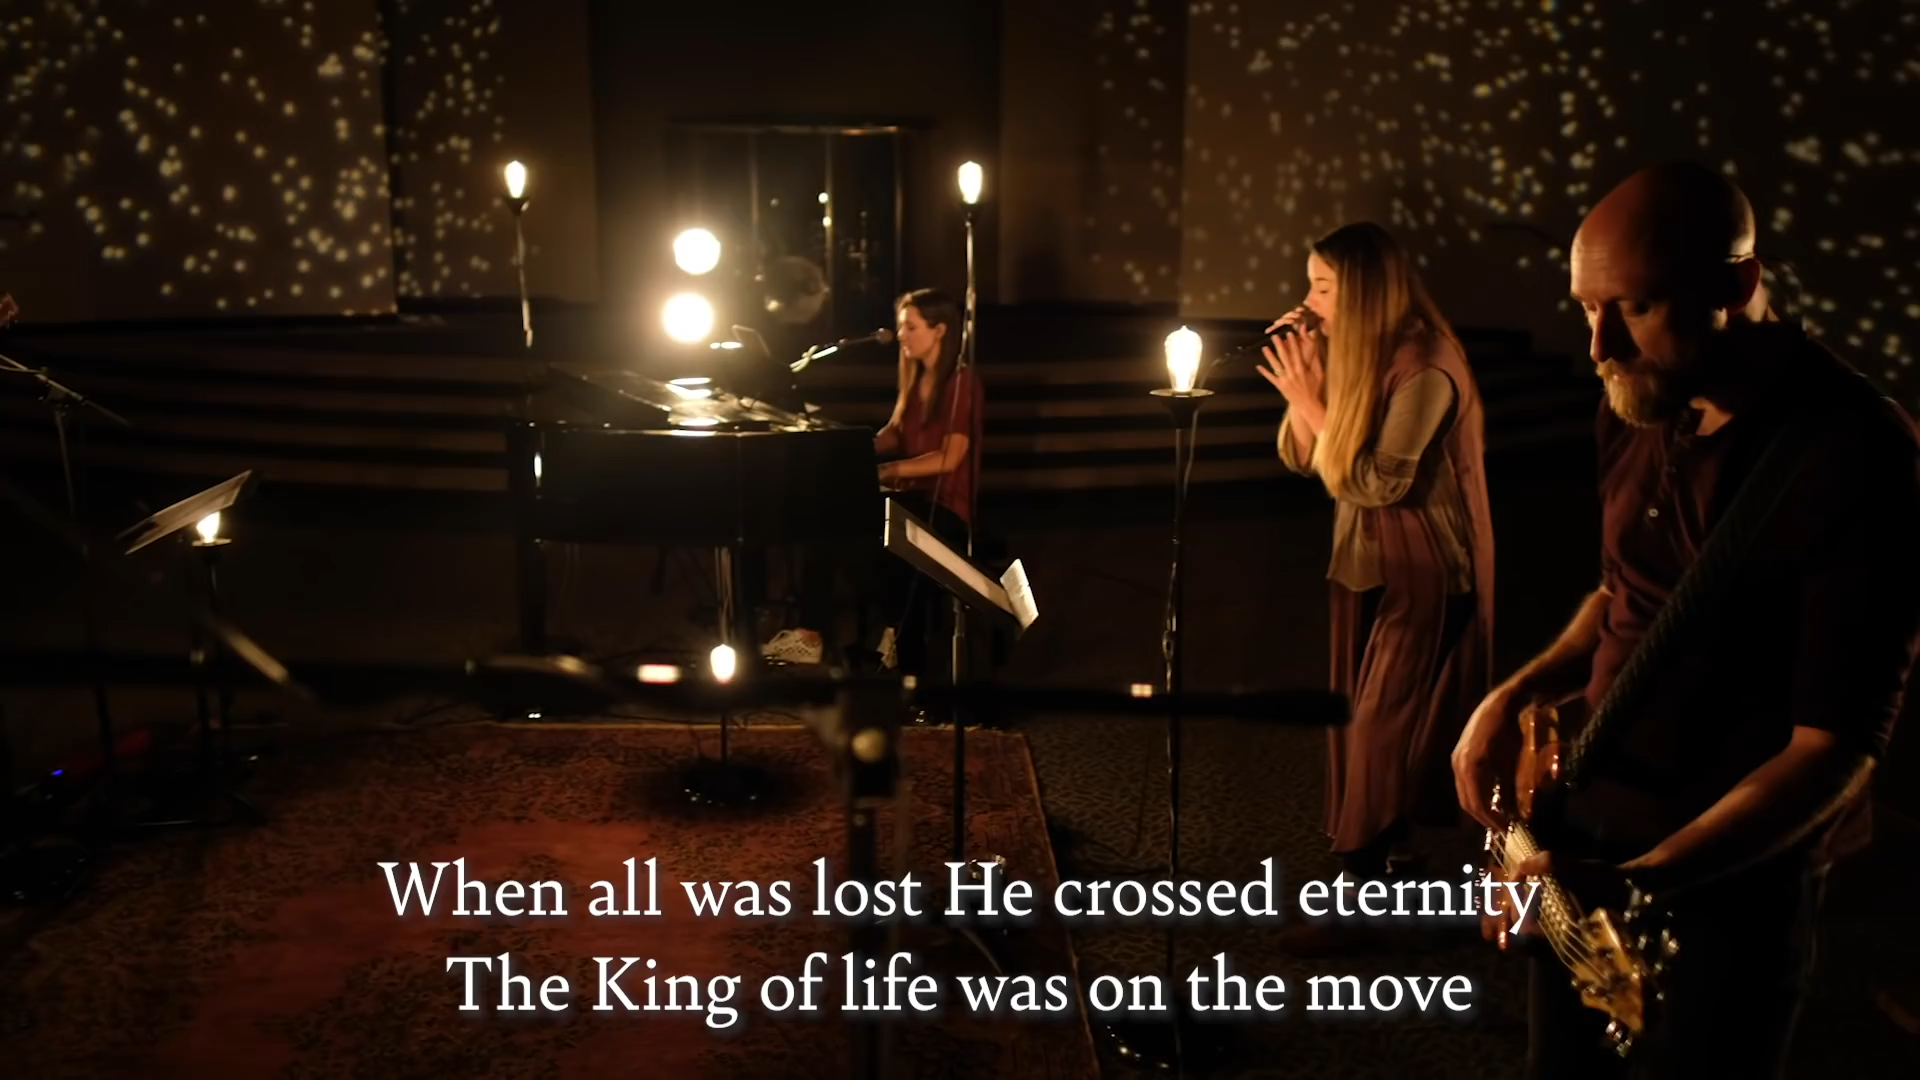 When all was lost He crossed eternity
The King of life was on the move